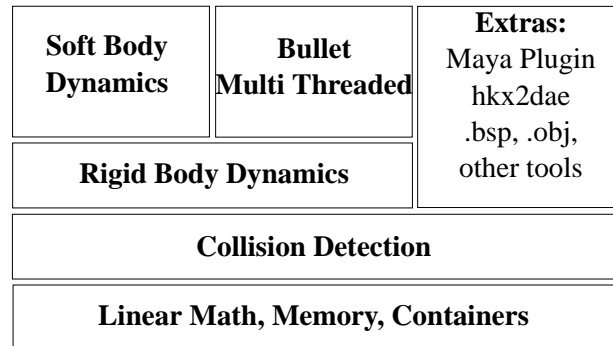 Soft Body
Dynamics
Bullet
Multi Threaded
Extras:
Maya Plugin
hkx2dae
.bsp, .obj,
other tools
Rigid Body Dynamics
Collision Detection
Linear Math, Memory, Containers